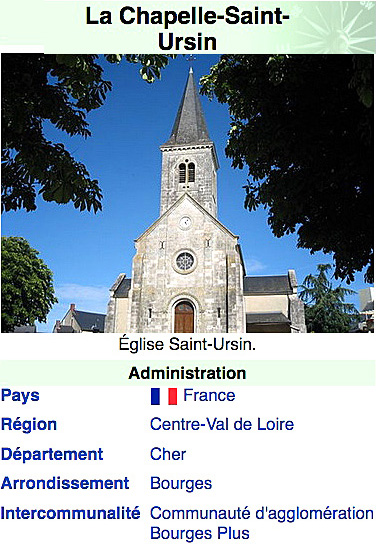 La Chapelle-Saint-
Ursin
Église Saint-Ursin.
Administration
Pays France
Région Centre-Val de Loire
Département Cher
Arrondissement Bourges
Intercommunalité Communauté d'agglomération
Bourges Plus